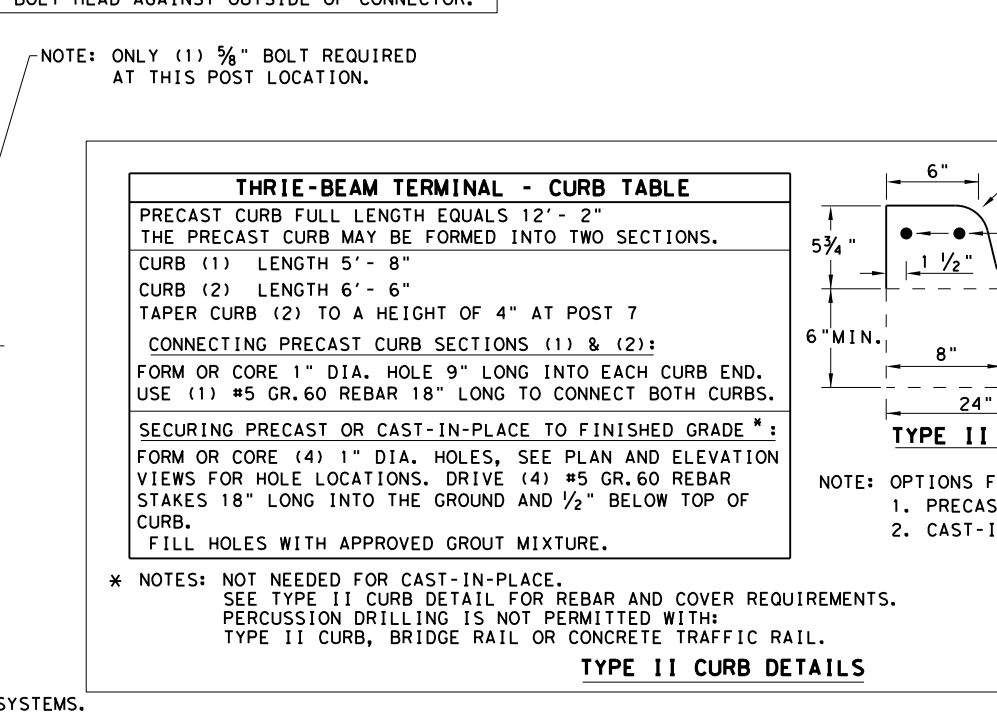 BOLT HEAD AGAINST OUTSIDE OF CONNECTOR.
NOTE: ONLY (1) ⅝" BOLT REQUIRED
AT THIS POST LOCATION.
THRIE-BEAM TERMINAL - CURB TABLE
PRECAST CURB FULL LENGTH EQUALS 12'- 2"
THE PRECAST CURB MAY BE FORMED INTO TWO SECTIONS.
CURB (1) LENGTH 5'- 8"
CURB (2) LENGTH 6'- 6"
TAPER CURB (2) TO A HEIGHT OF 4" AT POST 7
CONNECTING PRECAST CURB SECTIONS (1) & (2):
FORM OR CORE 1" DIA. HOLE 9" LONG INTO EACH CURB END.
USE (1) #5 GR.60 REBAR 18" LONG TO CONNECT BOTH CURBS.
SECURING PRECAST OR CAST-IN-PLACE TO FINISHED GRADE *:
FORM OR CORE (4) 1" DIA. HOLES, SEE PLAN AND ELEVATION
VIEWS FOR HOLE LOCATIONS. DRIVE (4) #5 GR.60 REBAR
STAKES 18" LONG INTO THE GROUND AND ½" BELOW TOP OF
CURB.
FILL HOLES WITH APPROVED GROUT MIXTURE.
* NOTES: NOT NEEDED FOR CAST-IN-PLACE.
SEE TYPE II CURB DETAIL FOR REBAR AND COVER REQUIREMENTS.
PERCUSSION DRILLING IS NOT PERMITTED WITH:
TYPE II CURB, BRIDGE RAIL OR CONCRETE TRAFFIC RAIL.
TYPE II CURB DETAILS
6"
5¾"
1 ½"
6"MIN.
8"
24"
TYPE II
NOTE: OPTIONS F
1. PRECAS
2. CAST-I
SYSTEMS.